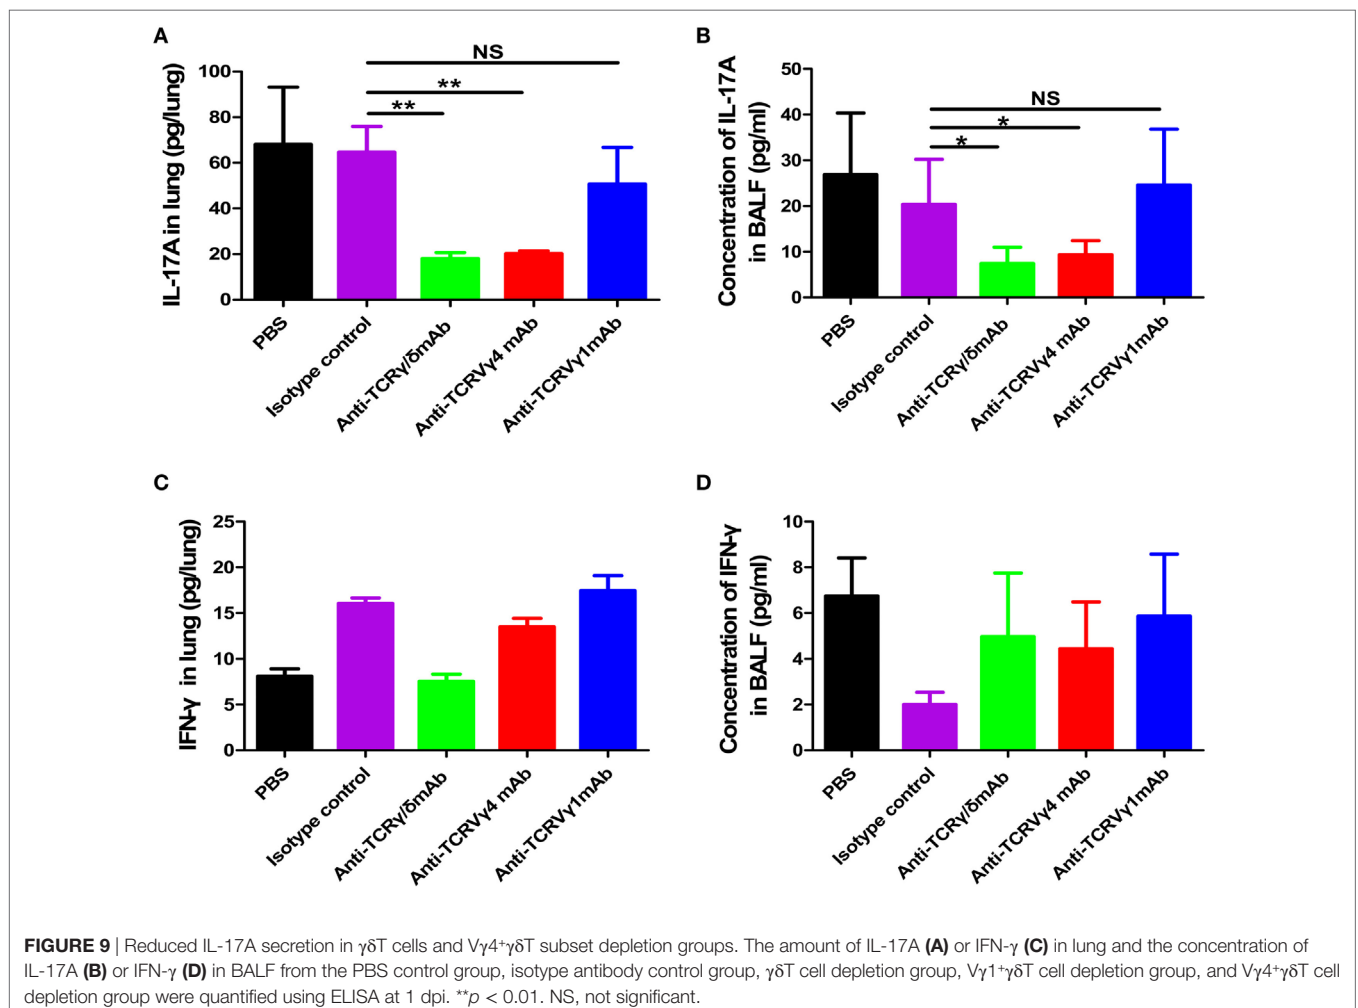 A
NS
**
**
IL-17A in lung (pg/lung)
100
80
60
40
20
0
PBS
Isotype control
Anti-TCRγ/δmAb
Anti-TCRVγ4 mAb
Anti-TCRVγ1mAb
B
NS
*
*
Concentration of IL-17A
in BALF (pg/ml)
50
40
30
20
10
0
PBS
Isotype control
Anti-TCRγ/δmAb
Anti-TCRVγ4 mAb
Anti-TCRVγ1mAb
C
IFN-γ in lung (pg/lung)
25
20
15
10
5
0
PBS
Isotype control
Anti-TCRγ/δmAb
Anti-TCRVγ4 mAb
Anti-TCRVγ1mAb
D
Concentration of IFN-γ
in BALF (pg/ml)
10
8
6
4
2
0
PBS
Isotype control
Anti-TCRγ/δmAb
Anti-TCRVγ4 mAb
Anti-TCRVγ1mAb
FIGURE 9 | Reduced IL-17A secretion in γδT cells and Vγ4⁺γδT subset depletion groups. The amount of IL-17A (A) or IFN-γ (C) in lung and the concentration of
IL-17A (B) or IFN-γ (D) in BALF from the PBS control group, isotype antibody control group, γδT cell depletion group, Vγ1⁺γδT cell depletion group, and Vγ4⁺γδT cell
depletion group were quantified using ELISA at 1 dpi. **p < 0.01. NS, not significant.